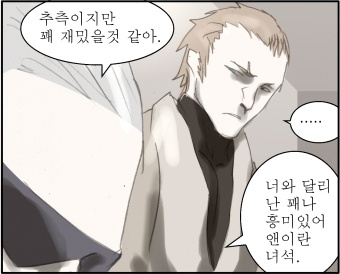 추측이지만
꽤 재밌을것 같아.
.....
너와 달리
난 꽤나
흥미있어
앤이란
녀석.